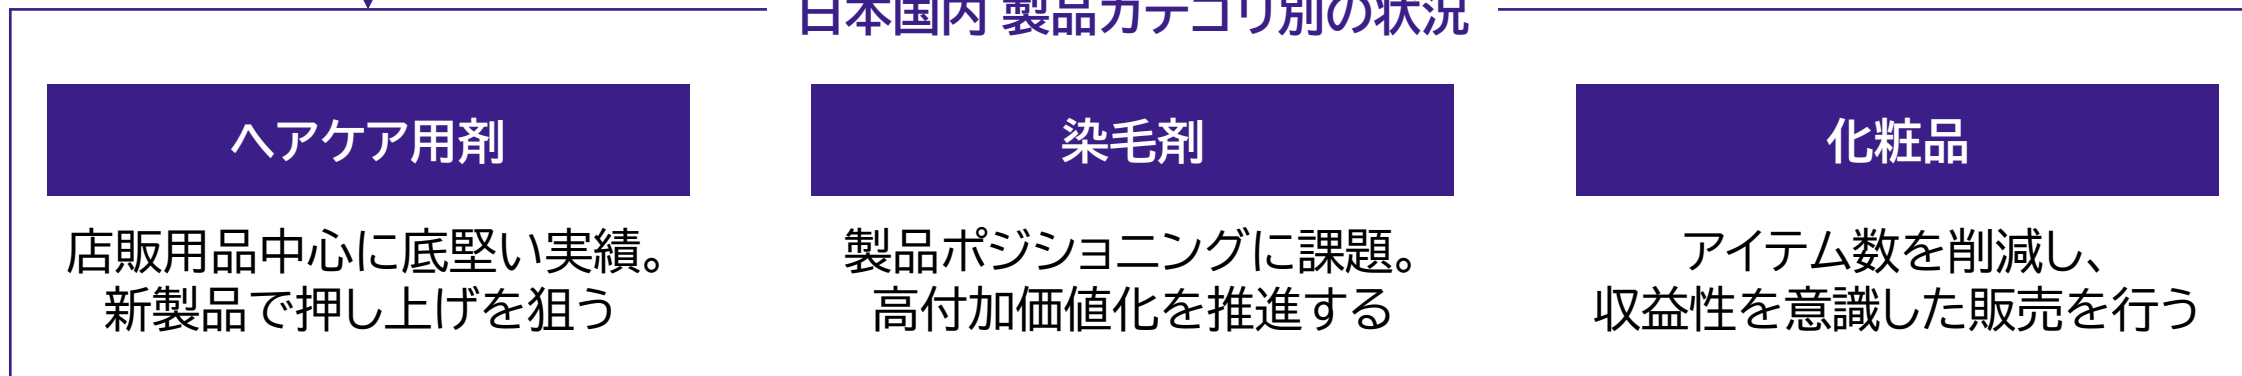 日本国内 製品カテゴリ別の状況
ヘアケア用剤
店販用品中心に底堅い実績。
新製品で押し上げを狙う
染毛剤
製品ポジショニングに課題。
高付加価値化を推進する
化粧品
アイテム数を削減し、
収益性を意識した販売を行う